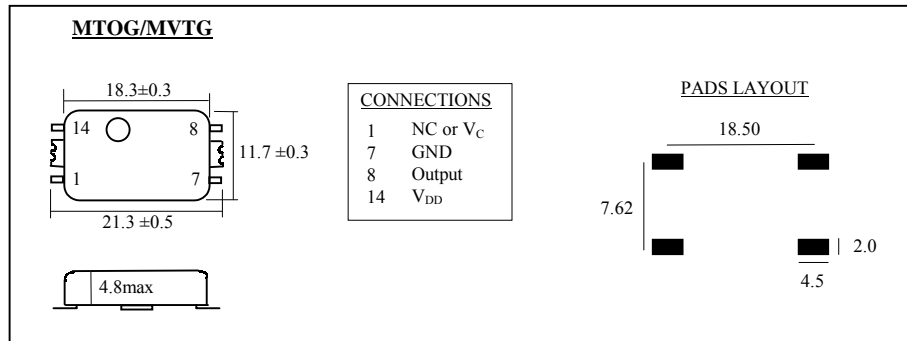 MTOG/MVTG
18.3±0.3
14 8
1 7
11.7 ±0.3
21.3 ±0.5
4.8max
CONNECTIONS
1 NC or VC
7 GND
8 Output
14 VDD
PADS LAYOUT
18.50
7.62
2.0
4.5